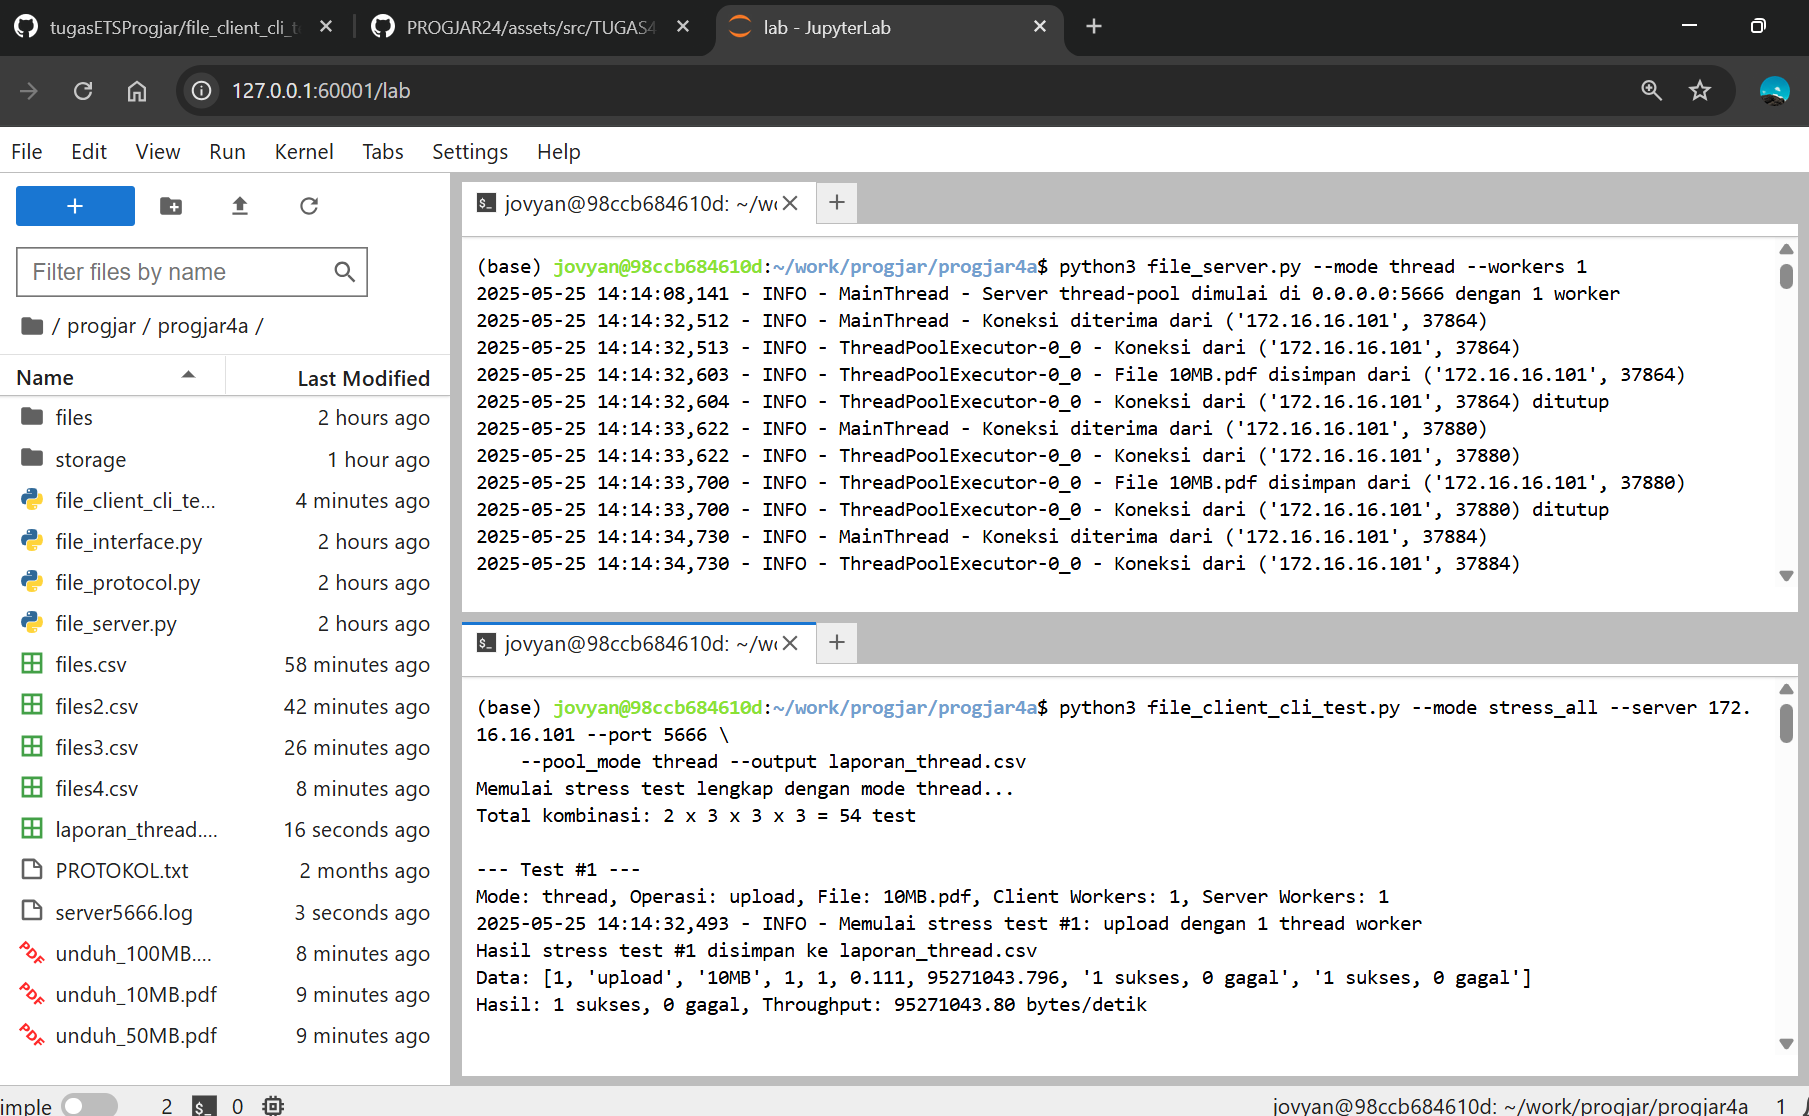 tugasETSProgjar/file_client_cli_te
PROGJAR24/assets/src/TUGAS4
lab - JupyterLab
127.0.0.1:60001/lab
File Edit View Run Kernel Tabs Settings Help
Filter files by name
/ progjar / progjar4a /
Name Last Modified
files 2 hours ago
storage 1 hour ago
file_client_cli_te... 4 minutes ago
file_interface.py 2 hours ago
file_protocol.py 2 hours ago
file_server.py 2 hours ago
files.csv 58 minutes ago
files2.csv 42 minutes ago
files3.csv 26 minutes ago
files4.csv 8 minutes ago
laporan_thread.... 16 seconds ago
PROTOKOL.txt 2 months ago
server5666.log 3 seconds ago
unduh_100MB.... 8 minutes ago
unduh_10MB.pdf 9 minutes ago
unduh_50MB.pdf 9 minutes ago
jovyan@98ccb684610d: ~/wo
(base) jovyan@98ccb684610d:~/work/progjar/progjar4a$ python3 file_server.py --mode thread --workers 1
2025-05-25 14:14:08,141 - INFO - MainThread - Server thread-pool dimulai di 0.0.0.0:5666 dengan 1 worker
2025-05-25 14:14:32,512 - INFO - MainThread - Koneksi diterima dari ('172.16.16.101', 37864)
2025-05-25 14:14:32,513 - INFO - ThreadPoolExecutor-0_0 - Koneksi dari ('172.16.16.101', 37864)
2025-05-25 14:14:32,603 - INFO - ThreadPoolExecutor-0_0 - File 10MB.pdf disimpan dari ('172.16.16.101', 37864)
2025-05-25 14:14:32,604 - INFO - ThreadPoolExecutor-0_0 - Koneksi dari ('172.16.16.101', 37864) ditutup
2025-05-25 14:14:33,622 - INFO - MainThread - Koneksi diterima dari ('172.16.16.101', 37880)
2025-05-25 14:14:33,622 - INFO - ThreadPoolExecutor-0_0 - Koneksi dari ('172.16.16.101', 37880)
2025-05-25 14:14:33,700 - INFO - ThreadPoolExecutor-0_0 - File 10MB.pdf disimpan dari ('172.16.16.101', 37880)
2025-05-25 14:14:33,700 - INFO - ThreadPoolExecutor-0_0 - Koneksi dari ('172.16.16.101', 37880) ditutup
2025-05-25 14:14:34,730 - INFO - MainThread - Koneksi diterima dari ('172.16.16.101', 37884)
2025-05-25 14:14:34,730 - INFO - ThreadPoolExecutor-0_0 - Koneksi dari ('172.16.16.101', 37884)
jovyan@98ccb684610d: ~/wo
(base) jovyan@98ccb684610d:~/work/progjar/progjar4a$ python3 file_client_cli_test.py --mode stress_all --server 172.
16.16.101 --port 5666 \
--pool_mode thread --output laporan_thread.csv
Memulai stress test lengkap dengan mode thread...
Total kombinasi: 2 x 3 x 3 x 3 = 54 test
--- Test #1 ---
Mode: thread, Operasi: upload, File: 10MB.pdf, Client Workers: 1, Server Workers: 1
2025-05-25 14:14:32,493 - INFO - Memulai stress test #1: upload dengan 1 thread worker
Hasil stress test #1 disimpan ke laporan_thread.csv
Data: [1, 'upload', '10MB', 1, 1, 0.111, 95271043.796, '1 sukses, 0 gagal', '1 sukses, 0 gagal']
Hasil: 1 sukses, 0 gagal, Throughput: 95271043.80 bytes/detik
imple 2 0 jovyan@98ccb684610d: ~/work/progjar/progjar4a 1